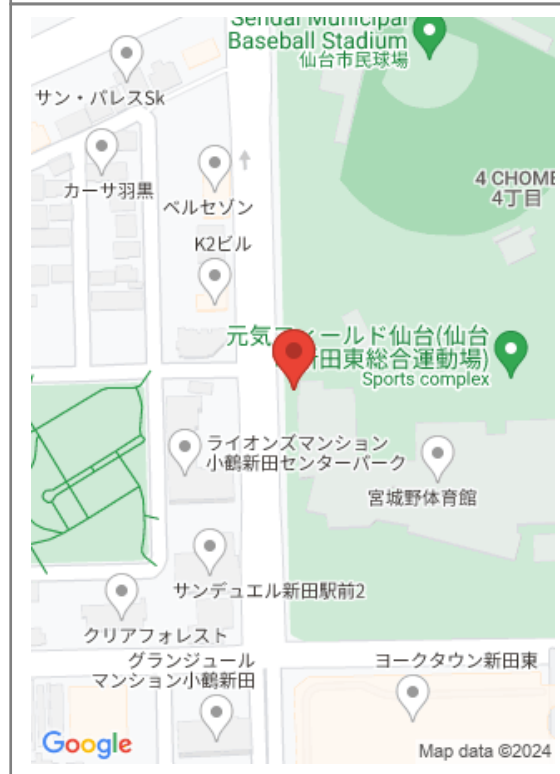 Sendai Municipal
Baseball Stadium
仙台市民球場
サン・パレスSk
カーサ羽黒
ベルセゾン
4 CHOME
4丁目
K2ビル
元気フィールド仙台(仙台
新田東総合運動場)
Sports complex
ライオンズマンション
小鶴新田センターパーク
宮城野体育館
サンデュエル新田駅前2
クリアフォレスト
グランジュール
マンション小鶴新田
ヨークタウン新田東
Google
Map data ©2024